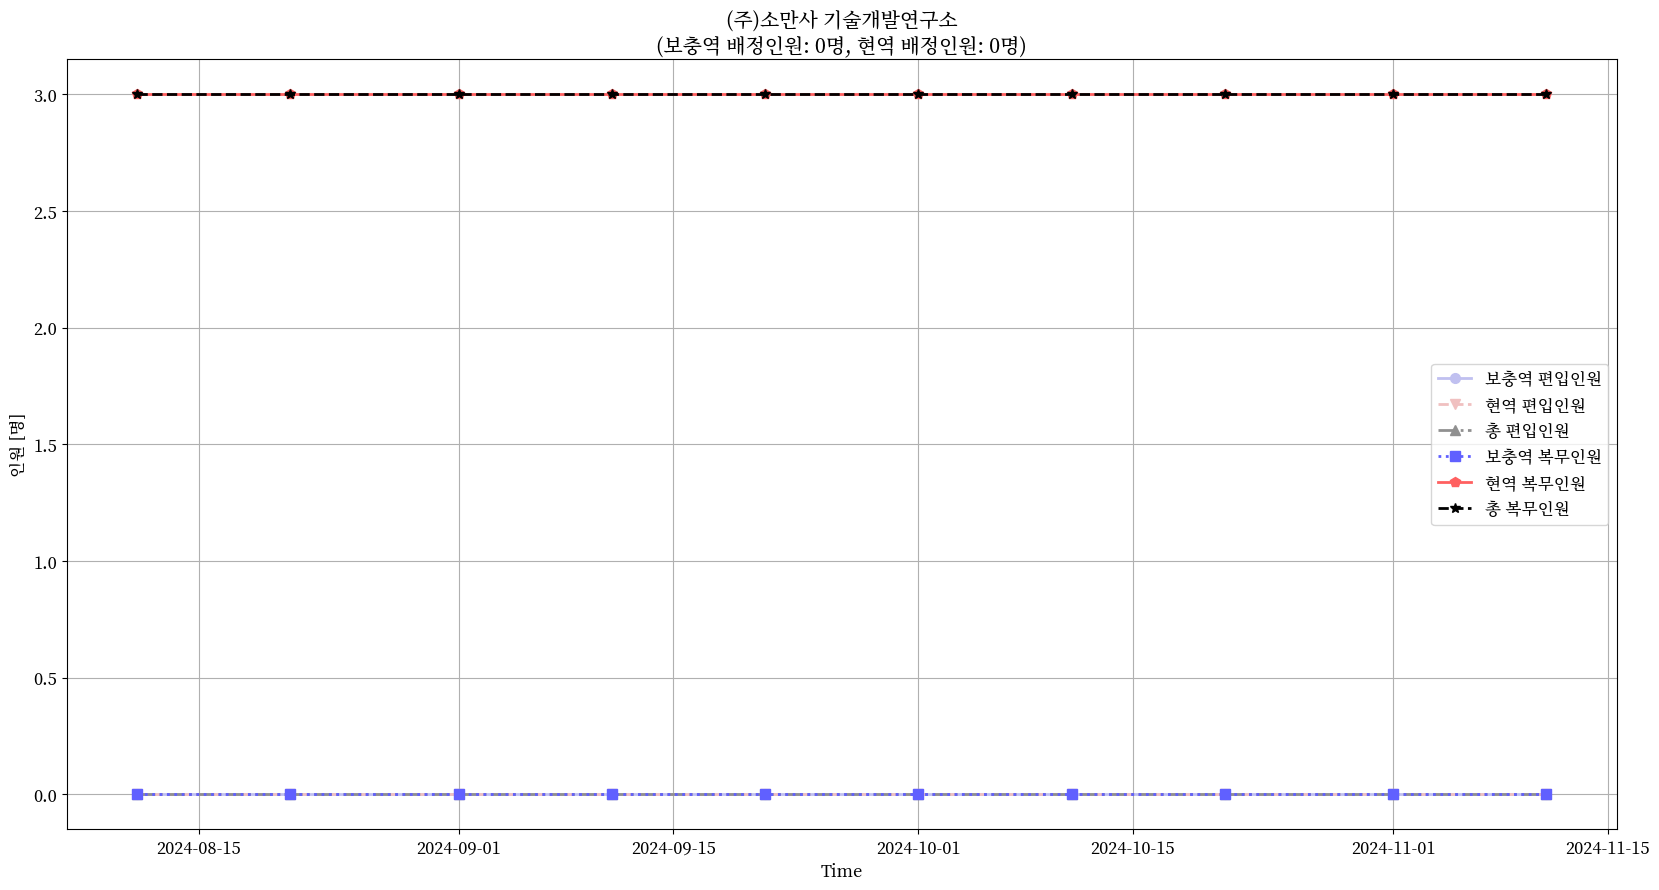 (주)소만사 기술개발연구소
(보충역 배정인원: 0명, 현역 배정인원: 0명)
3.0
2.5
2.0
1.5
1.0
0.5
0.0
인원 [명]
보충역 편입인원
현역 편입인원
총 편입인원
보충역 복무인원
현역 복무인원
총 복무인원
2024-08-15
2024-09-01
2024-09-15
2024-10-01
2024-10-15
2024-11-01
2024-11-15
Time